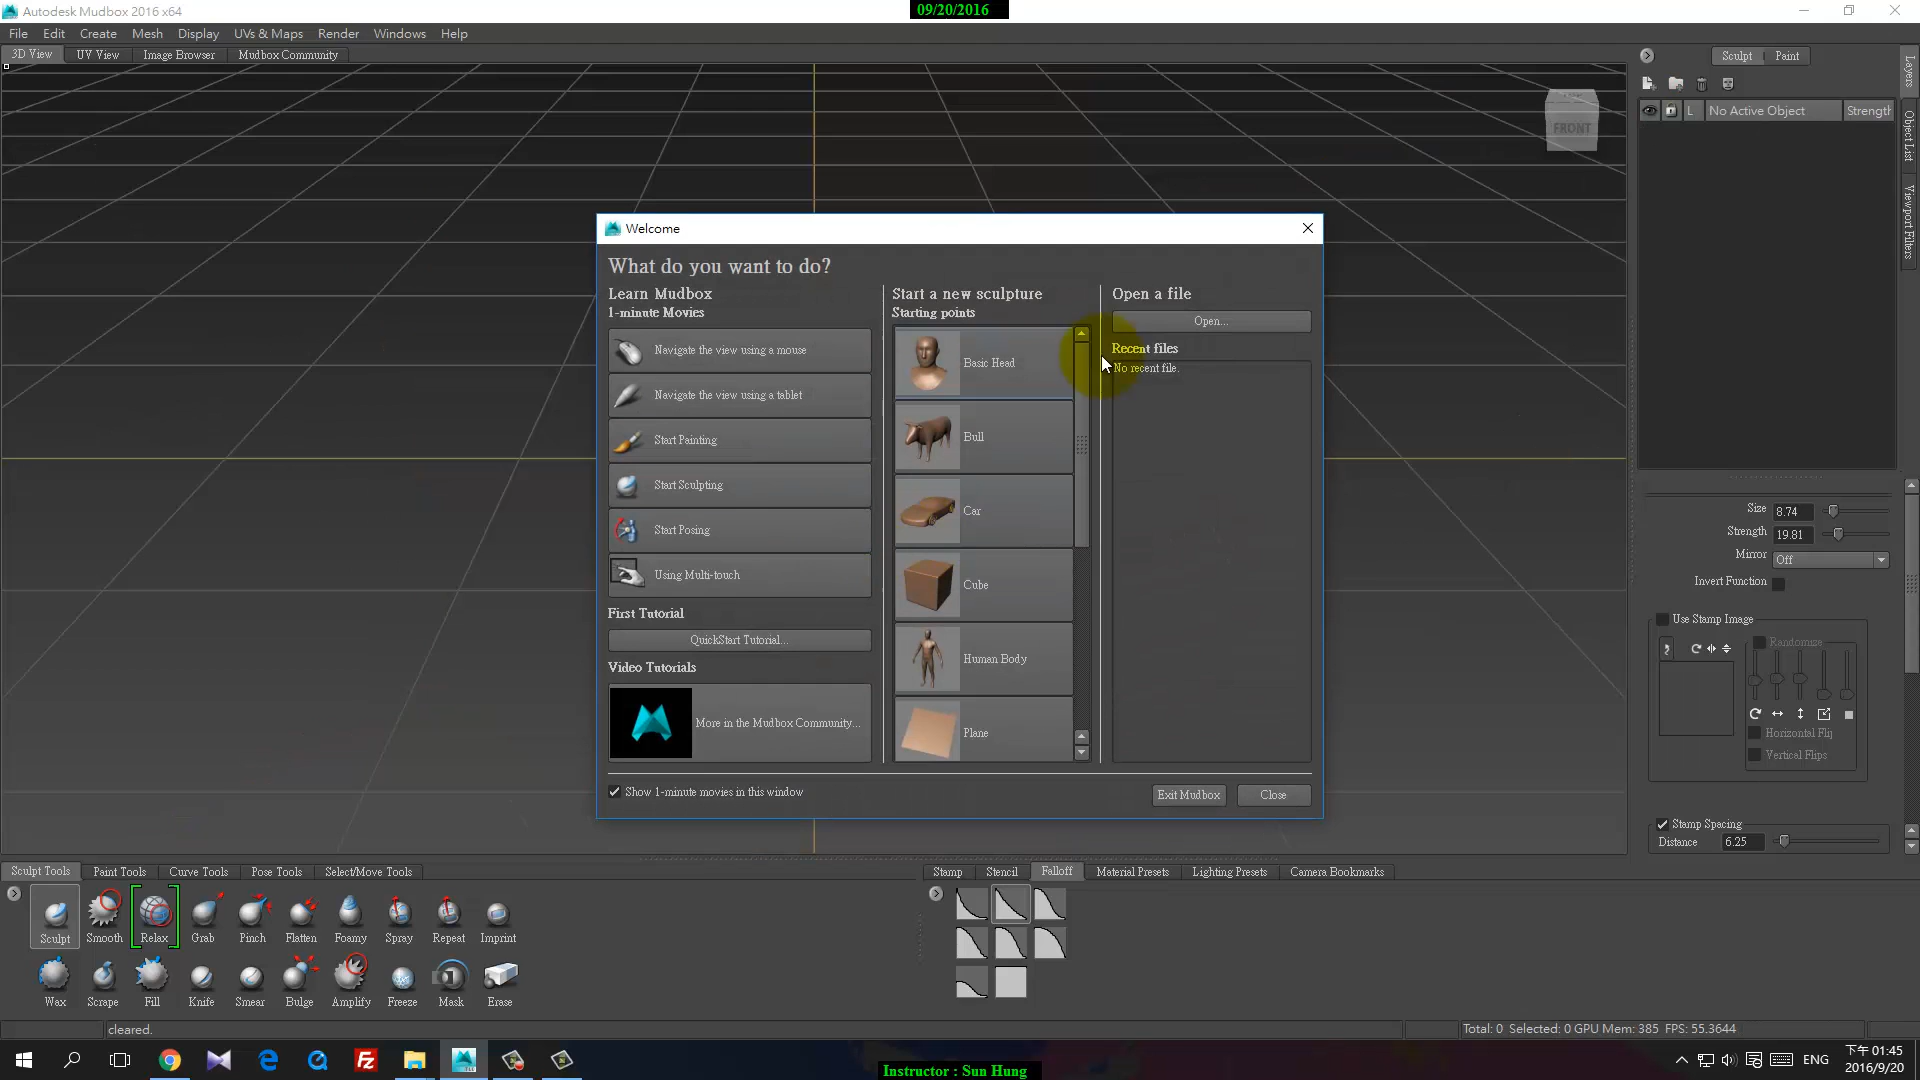 Autodesk Mudbox 2016 x64
09/20/2016
File Edit Create Mesh Display UVs & Maps Render Windows Help
3D View UV View Image Browser Mudbox Community
Sculpt Paint
Layers
Object List
Viewport Filters
L No Active Object Strength
FRONT
Welcome
What do you want to do?
Learn Mudbox
1-minute Movies
Navigate the view using a mouse
Navigate the view using a tablet
Start Painting
Start Sculpting
Start Posing
Using Multi-touch
First Tutorial
QuickStart Tutorial...
Video Tutorials
More in the Mudbox Community...
Show 1-minute movies in this window
Start a new sculpture
Starting points
Basic Head
Bull
Car
Cube
Human Body
Plane
Open a file
Open...
Recent files
No recent file.
Exit Mudbox Close
Size 8.74
Strength 19.81
Mirror Off
Invert Function
Use Stamp Image
Randomize
Horizontal Flip
Vertical Flips
Stamp Spacing
Distance 6.25
Sculpt Tools Paint Tools Curve Tools Pose Tools Select/Move Tools
Sculpt Smooth Relax Grab Pinch Flatten Foamy Spray Repeat Imprint
Wax Scrape Fill Knife Smear Bulge Amplify Freeze Mask Erase
Stamp Stencil Falloff Material Presets Lighting Presets Camera Bookmarks
cleared.
Total: 0 Selected: 0 GPU Mem: 385 FPS: 55.3644
Instructor : Sun Hung
ENG
下午 01:45
2016/9/20